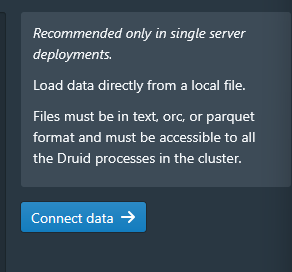 Recommended only in single server
deployments.
Load data directly from a local file.
Files must be in text, orc, or parquet
format and must be accessible to all
the Druid processes in the cluster.
Connect data →